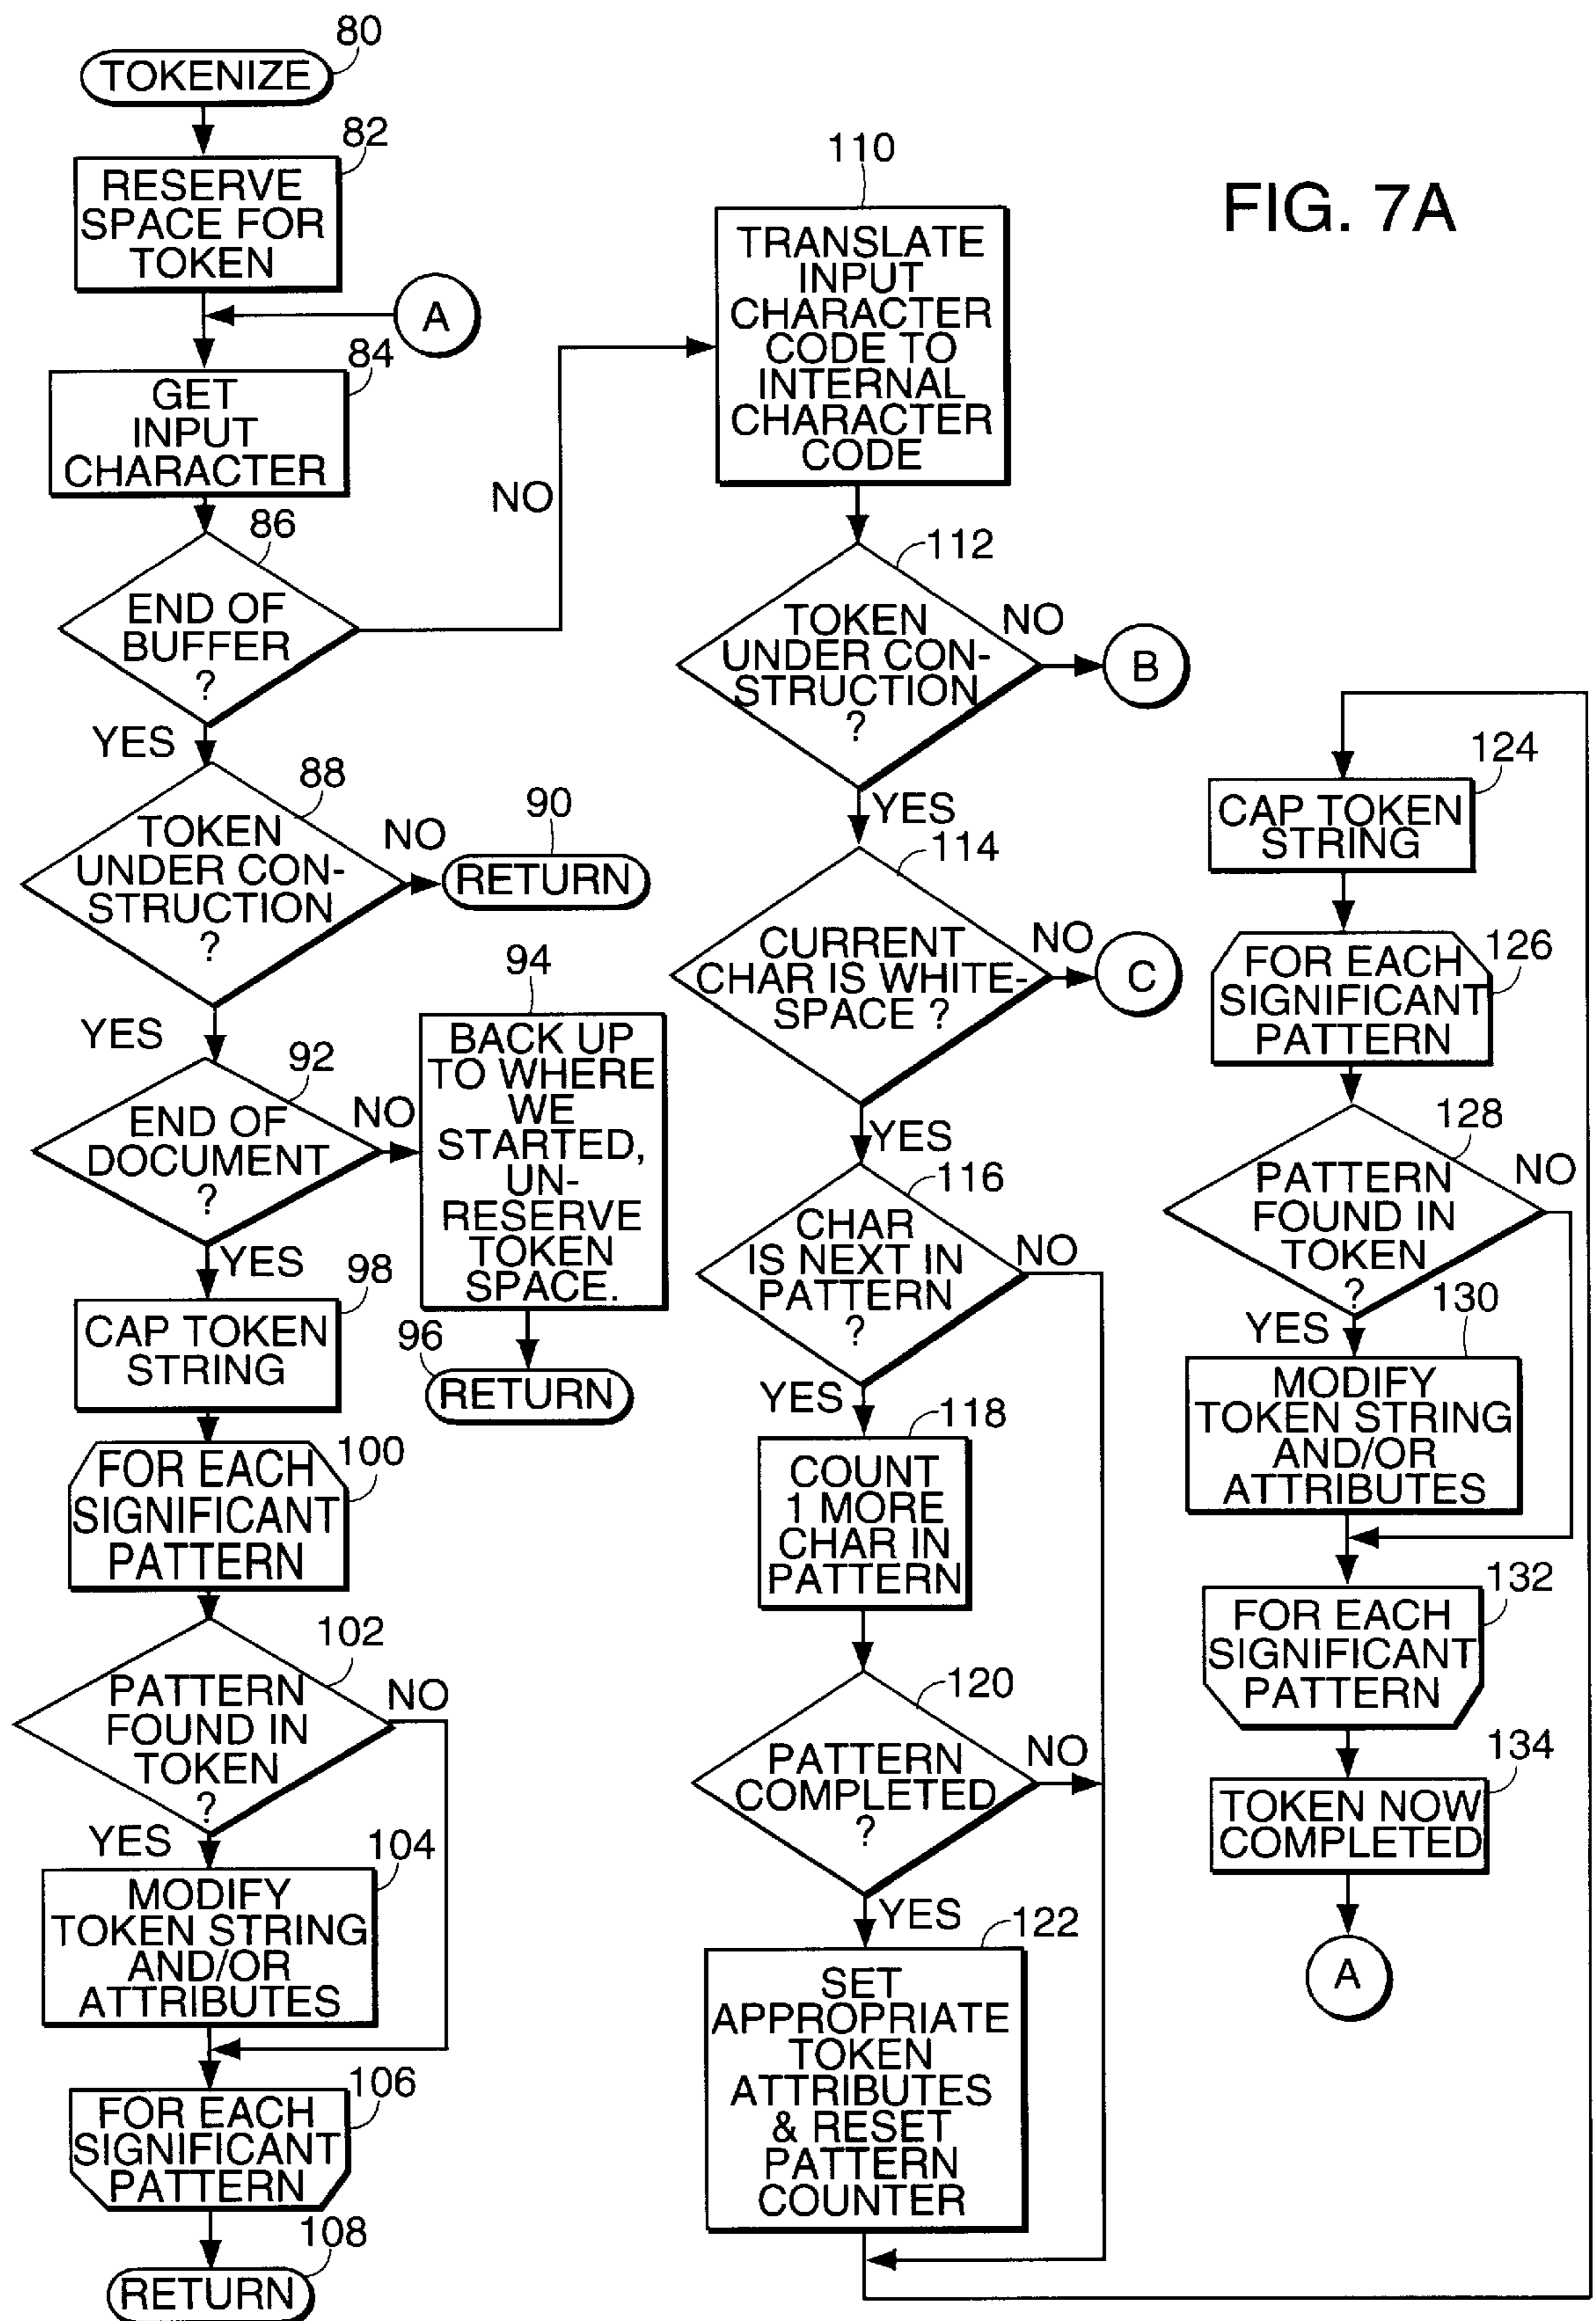 80
TOKENIZE
82
RESERVE
SPACE FOR
TOKEN
A
84
GET
INPUT
CHARACTER
86
END OF
BUFFER
?
NO
YES
88
TOKEN
UNDER CON-
STRUCTION
?
NO
90
RETURN
YES
92
END OF
DOCUMENT
?
NO
94
BACK UP
TO WHERE
WE
STARTED,
UN-
RESERVE
TOKEN
SPACE.
96
RETURN
YES
98
CAP TOKEN
STRING
100
FOR EACH
SIGNIFICANT
PATTERN
102
PATTERN
FOUND IN
TOKEN
?
NO
YES
104
MODIFY
TOKEN STRING
AND/OR
ATTRIBUTES
106
FOR EACH
SIGNIFICANT
PATTERN
108
RETURN
110
TRANSLATE
INPUT
CHARACTER
CODE TO
INTERNAL
CHARACTER
CODE
112
TOKEN
UNDER CON-
STRUCTION
?
NO
B
YES
114
CURRENT
CHAR IS WHITE-
SPACE ?
NO
C
YES
116
CHAR
IS NEXT IN
PATTERN
?
NO
YES
118
COUNT
1 MORE
CHAR IN
PATTERN
120
PATTERN
COMPLETED
?
NO
YES
122
SET
APPROPRIATE
TOKEN
ATTRIBUTES
& RESET
PATTERN
COUNTER
FIG. 7A
124
CAP TOKEN
STRING
126
FOR EACH
SIGNIFICANT
PATTERN
128
PATTERN
FOUND IN
TOKEN
?
NO
YES
130
MODIFY
TOKEN STRING
AND/OR
ATTRIBUTES
132
FOR EACH
SIGNIFICANT
PATTERN
134
TOKEN NOW
COMPLETED
A